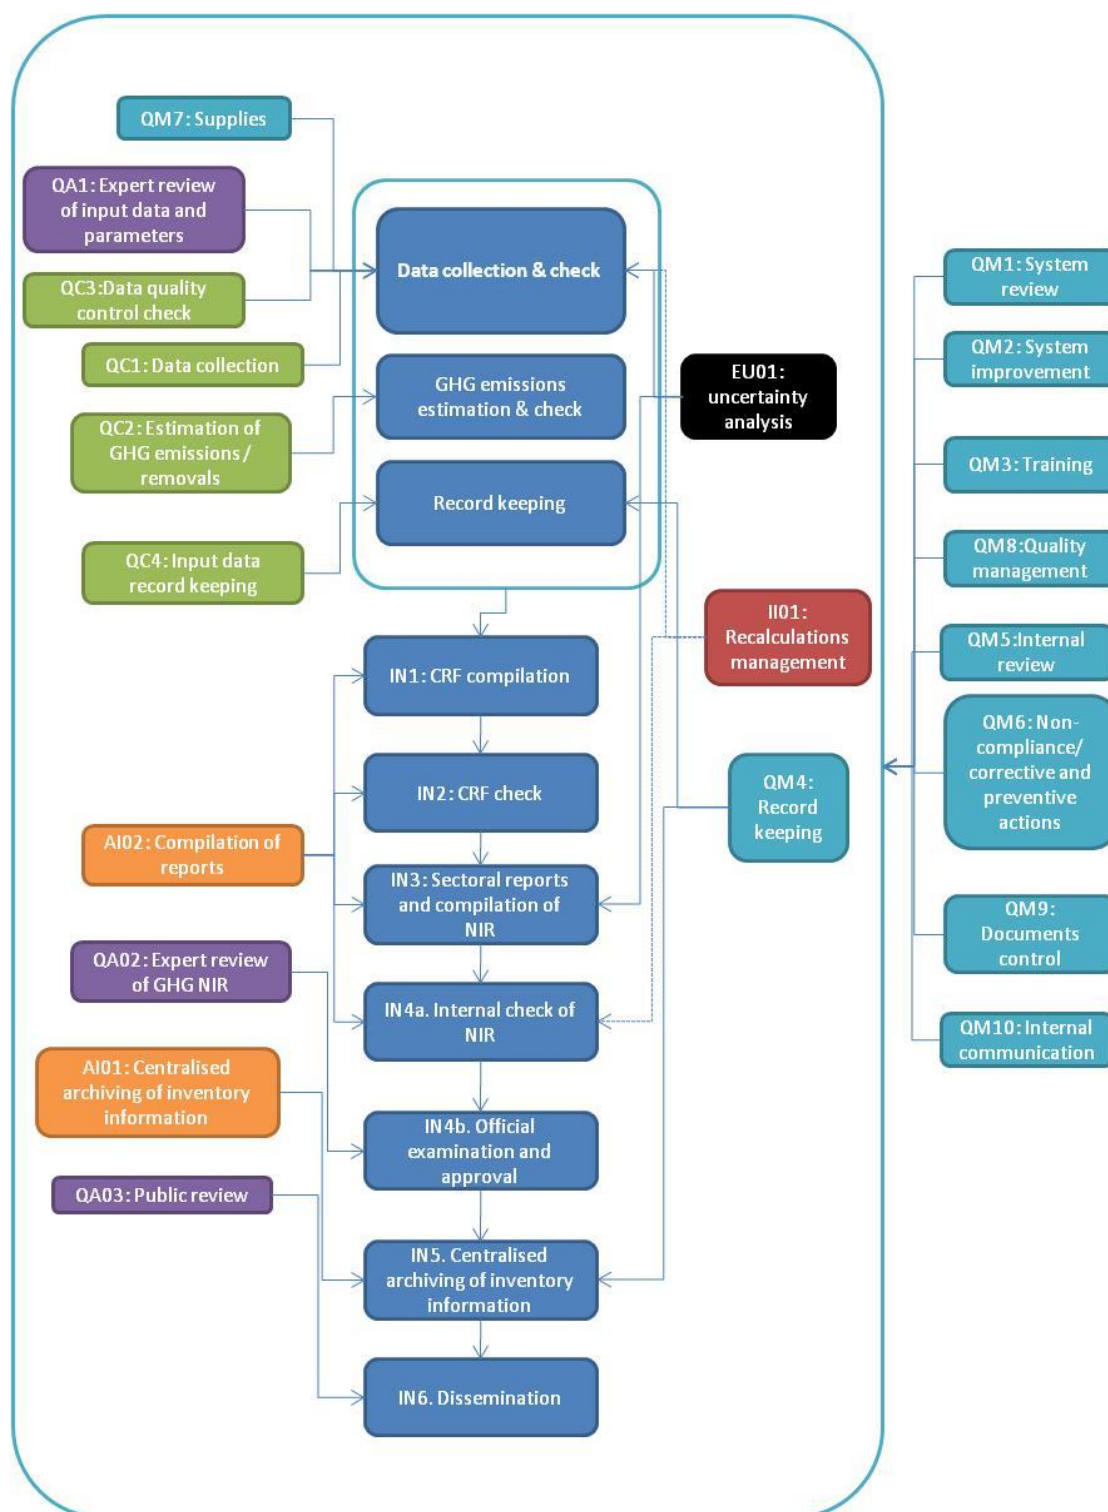 QM7: Supplies
QA1: Expert review
of input data and
parameters
QC3:Data quality
control check
QC1: Data collection
QC2: Estimation of
GHG emissions /
removals
QC4: Input data
record keeping
Data collection & check
GHG emissions
estimation & check
Record keeping
EU01:
uncertainty
analysis
II01:
Recalculations
management
QM4:
Record
keeping
IN1: CRF compilation
IN2: CRF check
IN3: Sectoral reports
and compilation of
NIR
IN4a. Internal check of
NIR
IN4b. Official
examination and
approval
IN5. Centralised
archiving of inventory
information
IN6. Dissemination
AI02: Compilation of
reports
QA02: Expert review
of GHG NIR
AI01: Centralised
archiving of inventory
information
QA03: Public review
QM1: System
review
QM2: System
improvement
QM3: Training
QM8:Quality
management
QM5:Internal
review
QM6: Non-
compliance/
corrective and
preventive
actions
QM9:
Documents
control
QM10: Internal
communication